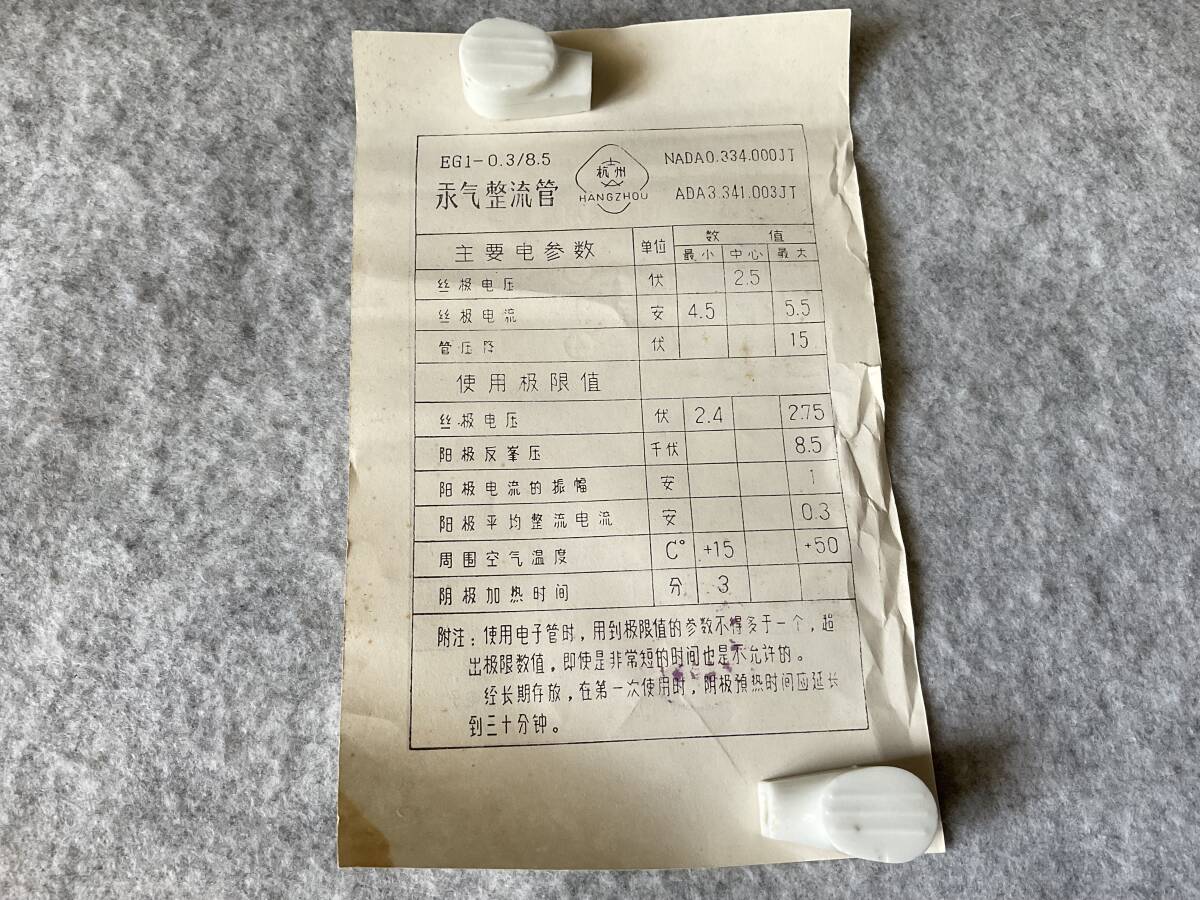 EG1-0.3/8.5
汞气整流管
杭州
HANGZHOU
NADA0.334.000JT
ADA3.341.003JT
主要电参数 单位 数值
最小 中心 最大
丝极电压 伏 2.5
丝极电流 安 4.5 5.5
管压降 伏 15
使用极限值
丝极电压 伏 2.4 2.75
阳极反峯压 千伏 8.5
阳极电流的振幅 安 1
阳极平均整流电流 安 0.3
周围空气温度 C° +15 +50
阴极加热时间 分 3
附注：使用电子管时，用到极限值的参数不得多于一个，超
出极限数值，即使是非常短的时间也是不允许的。
经长期存放，在第一次使用时，阴极预热时间应延长
到三十分钟。